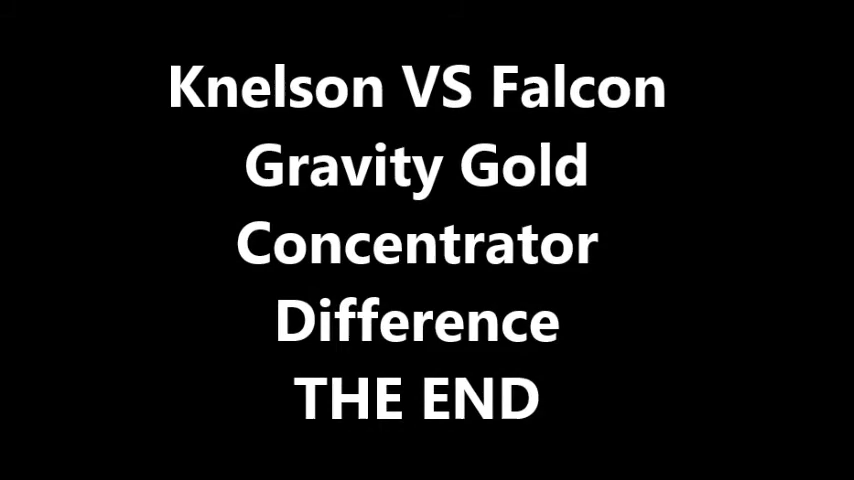 Knelson VS Falcon
Gravity Gold
Concentrator
Difference
THE END